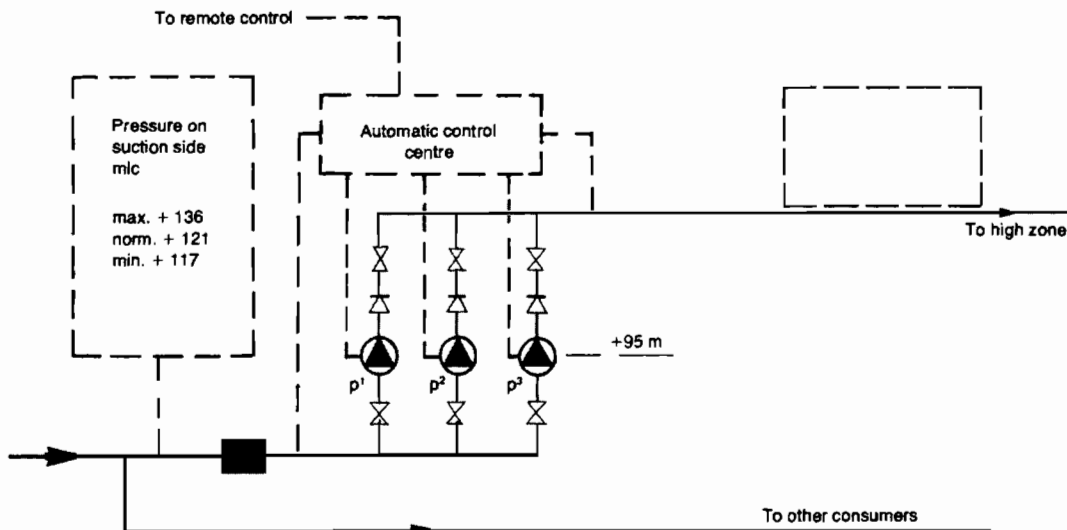 To remote control
Pressure on
suction side
mlc
max. + 136
norm. + 121
min. + 117
Automatic control
centre
To high zone
+95 m
p¹
p²
p³
To other consumers